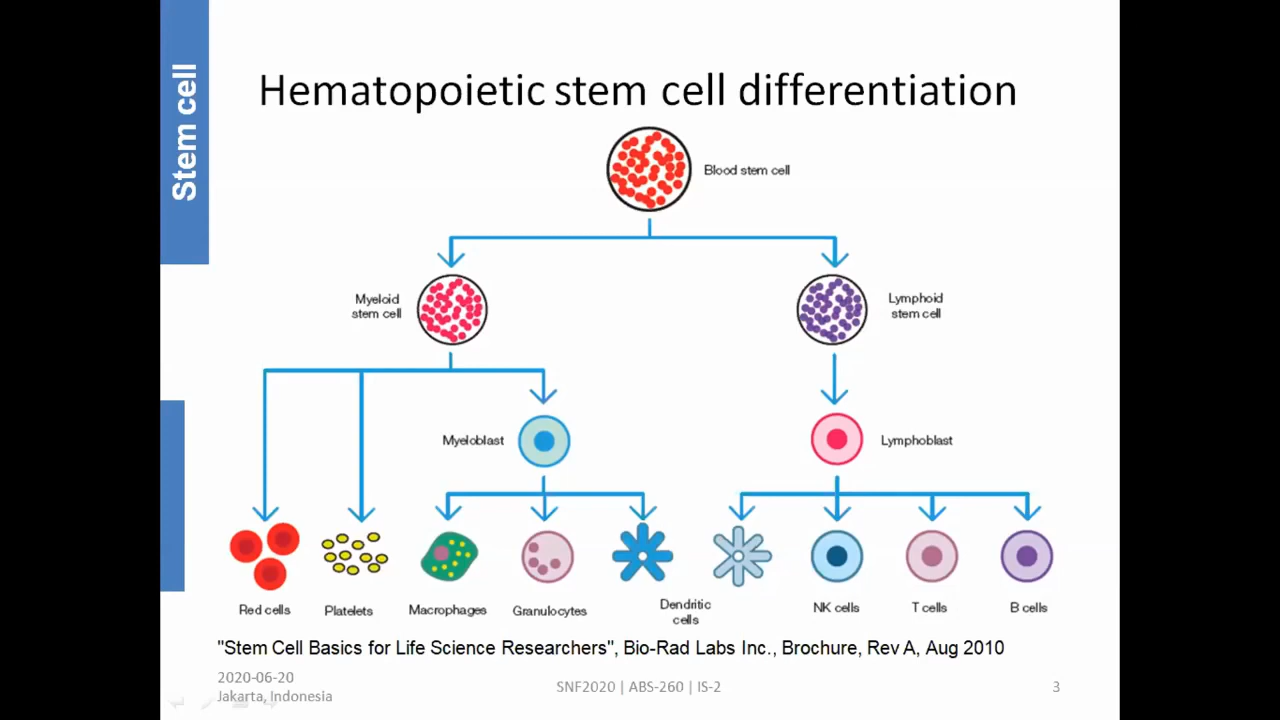 Stem cell
Hematopoietic stem cell differentiation
Blood stem cell
Myeloid
stem cell
Lymphoid
stem cell
Myeloblast
Lymphoblast
Red cells
Platelets
Macrophages
Granulocytes
Dendritic
cells
NK cells
T cells
B cells
"Stem Cell Basics for Life Science Researchers", Bio-Rad Labs Inc., Brochure, Rev A, Aug 2010
2020-06-20
Jakarta, Indonesia
SNF2020 | ABS-260 | IS-2
3